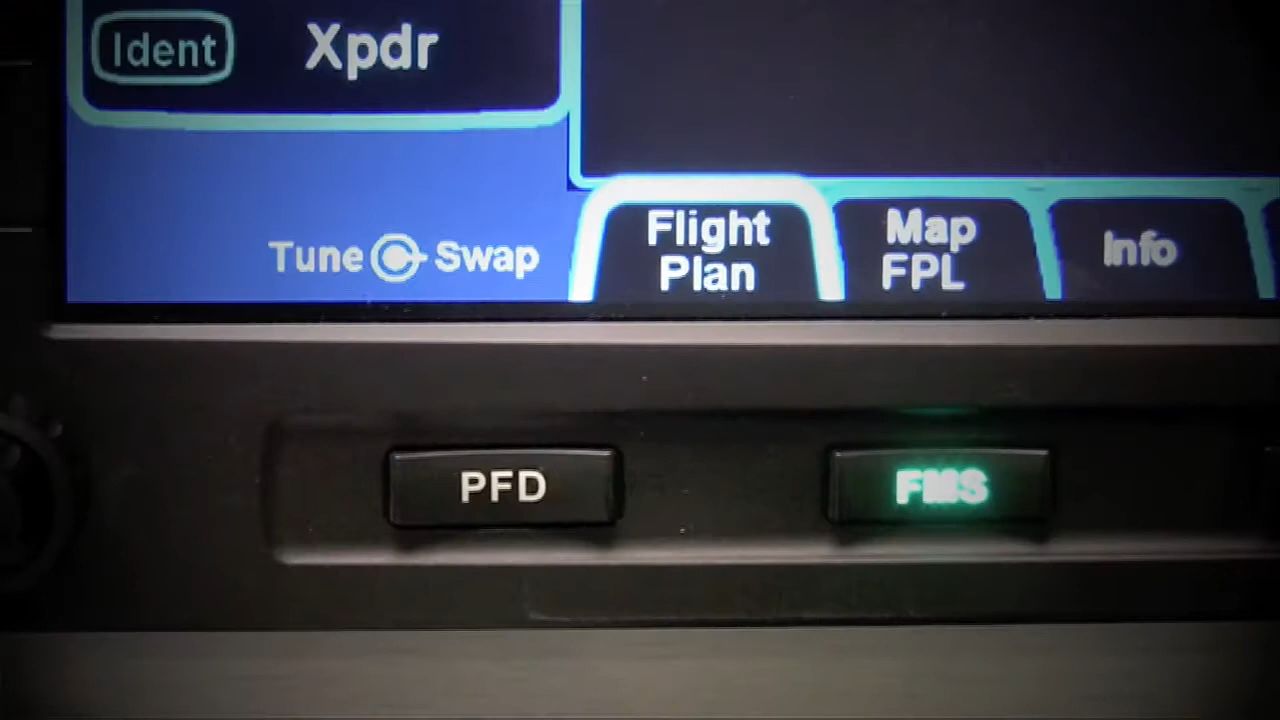 Ident
Xpdr
Tune Swap
Flight
Plan
Map
FPL
Info
PFD
FMS